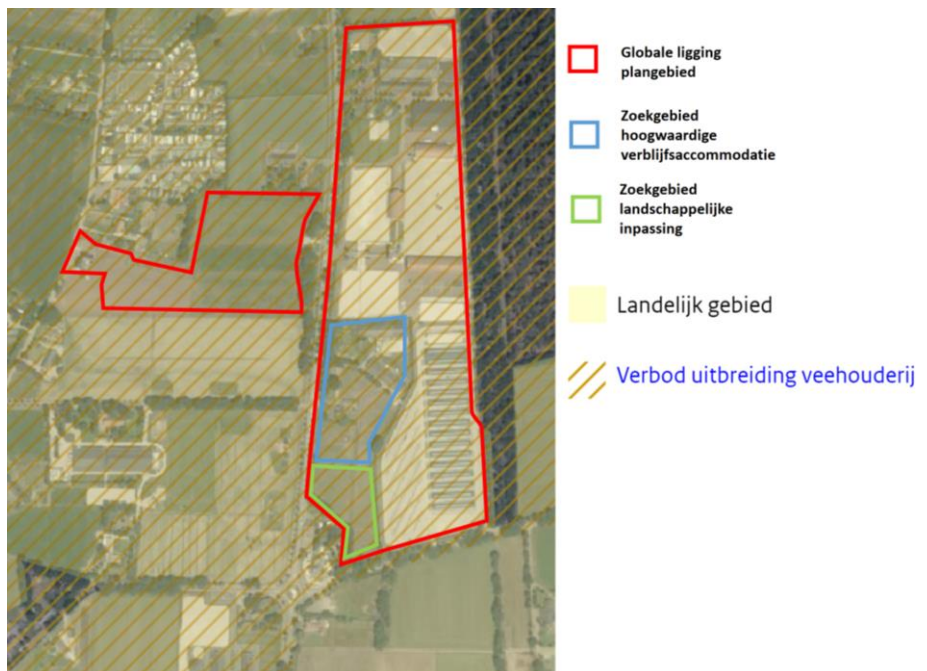 Globale ligging
plangebied
Zoekgebied
hoogwaardige
verblijfsaccommodatie
Zoekgebied
landschappelijke
inpassing
Landelijk gebied
Verbod uitbreiding veehouderij